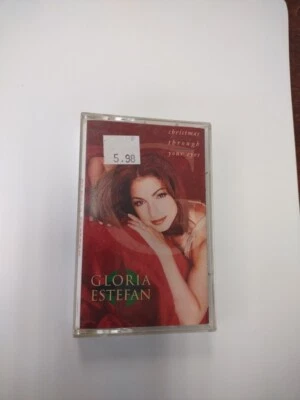 christmas
through
your eyes
5.98
GLORIA
ESTEFAN